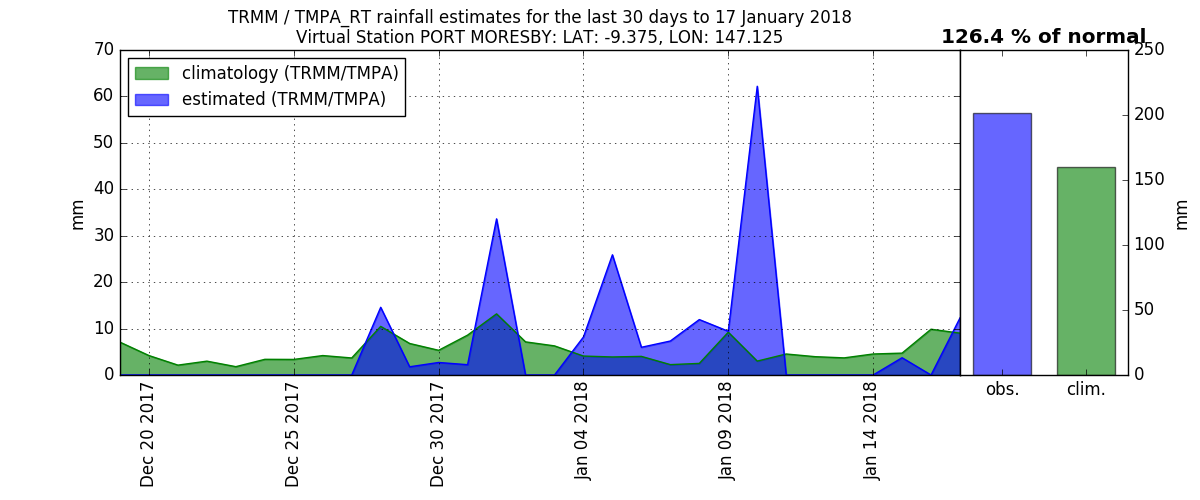 TRMM / TMPA_RT rainfall estimates for the last 30 days to 17 January 2018
Virtual Station PORT MORESBY: LAT: -9.375, LON: 147.125
126.4 % of normal
climatology (TRMM/TMPA)
estimated (TRMM/TMPA)
70
60
50
40
30
20
10
0
mm
Dec 20 2017
Dec 25 2017
Dec 30 2017
Jan 04 2018
Jan 09 2018
Jan 14 2018
250
200
150
100
50
0
mm
obs.
clim.